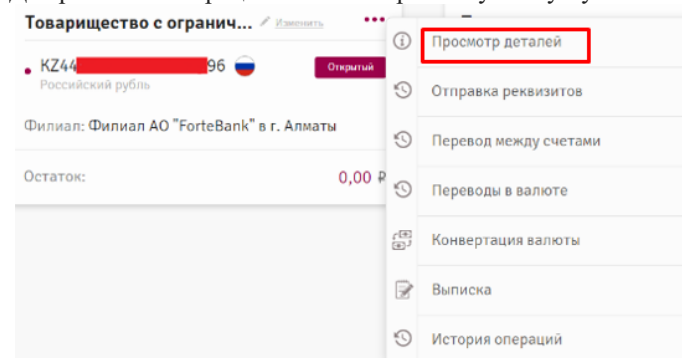 Товарищество с огранич... Изменить •••
KZ44 96 Открытый
Российский рубль
Филиал: Филиал АО "ForteBank" в г. Алматы
Остаток: 0,00 ₽
Просмотр деталей
Отправка реквизитов
Перевод между счетами
Переводы в валюте
Конвертация валюты
Выписка
История операций